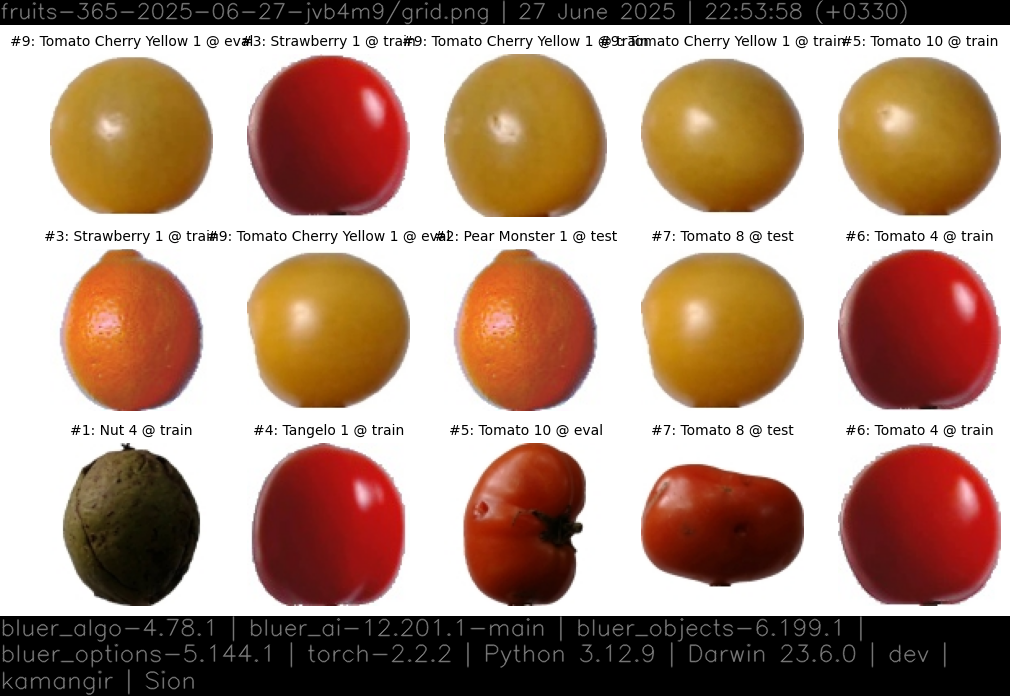 fruits-365-2025-06-27-jvb4m9/grid.png | 27 June 2025 | 22:53:58 (+0330)
#9: Tomato Cherry Yellow 1 @ eval #3: Strawberry 1 @ train #9: Tomato Cherry Yellow 1 @ train #9: Tomato Cherry Yellow 1 @ train #5: Tomato 10 @ train
#3: Strawberry 1 @ train #9: Tomato Cherry Yellow 1 @ eval #2: Pear Monster 1 @ test #7: Tomato 8 @ test #6: Tomato 4 @ train
#1: Nut 4 @ train #4: Tangelo 1 @ train #5: Tomato 10 @ eval #7: Tomato 8 @ test #6: Tomato 4 @ train
bluer_algo-4.78.1 | bluer_ai-12.201.1-main | bluer_objects-6.199.1 |
bluer_options-5.144.1 | torch-2.2.2 | Python 3.12.9 | Darwin 23.6.0 | dev |
kamangir | Sion